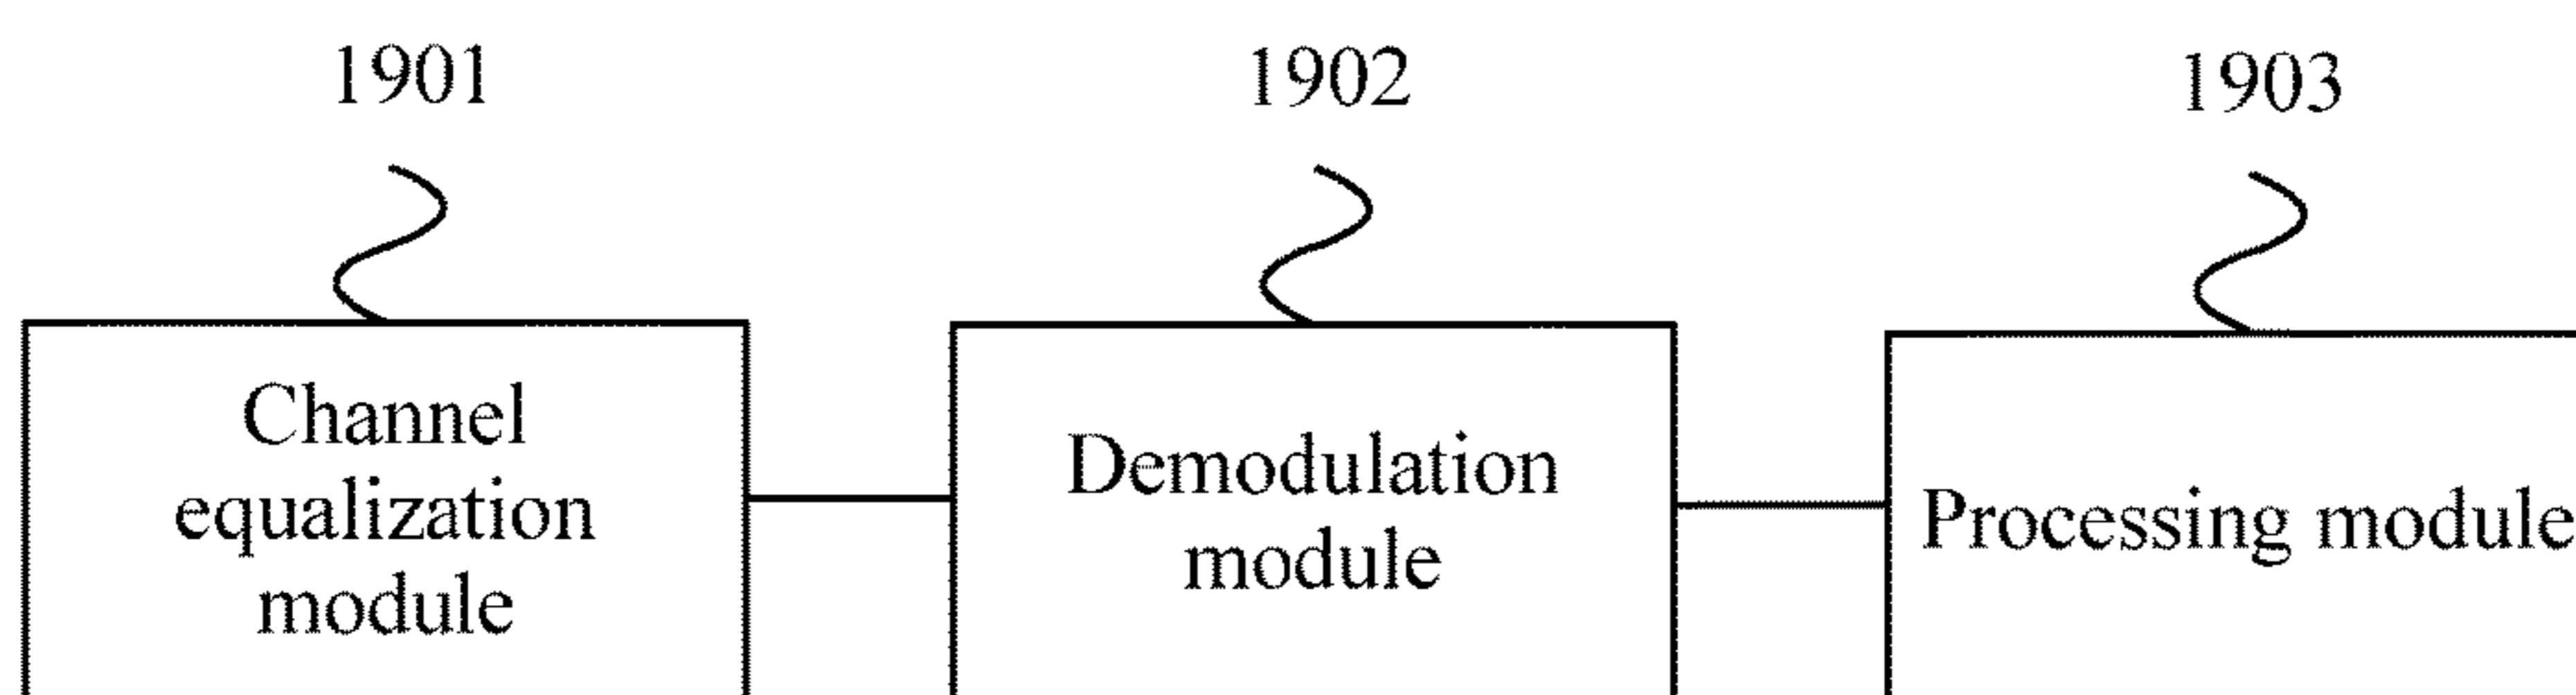 1901
1902
1903
Channel
equalization
module
Demodulation
module
Processing module